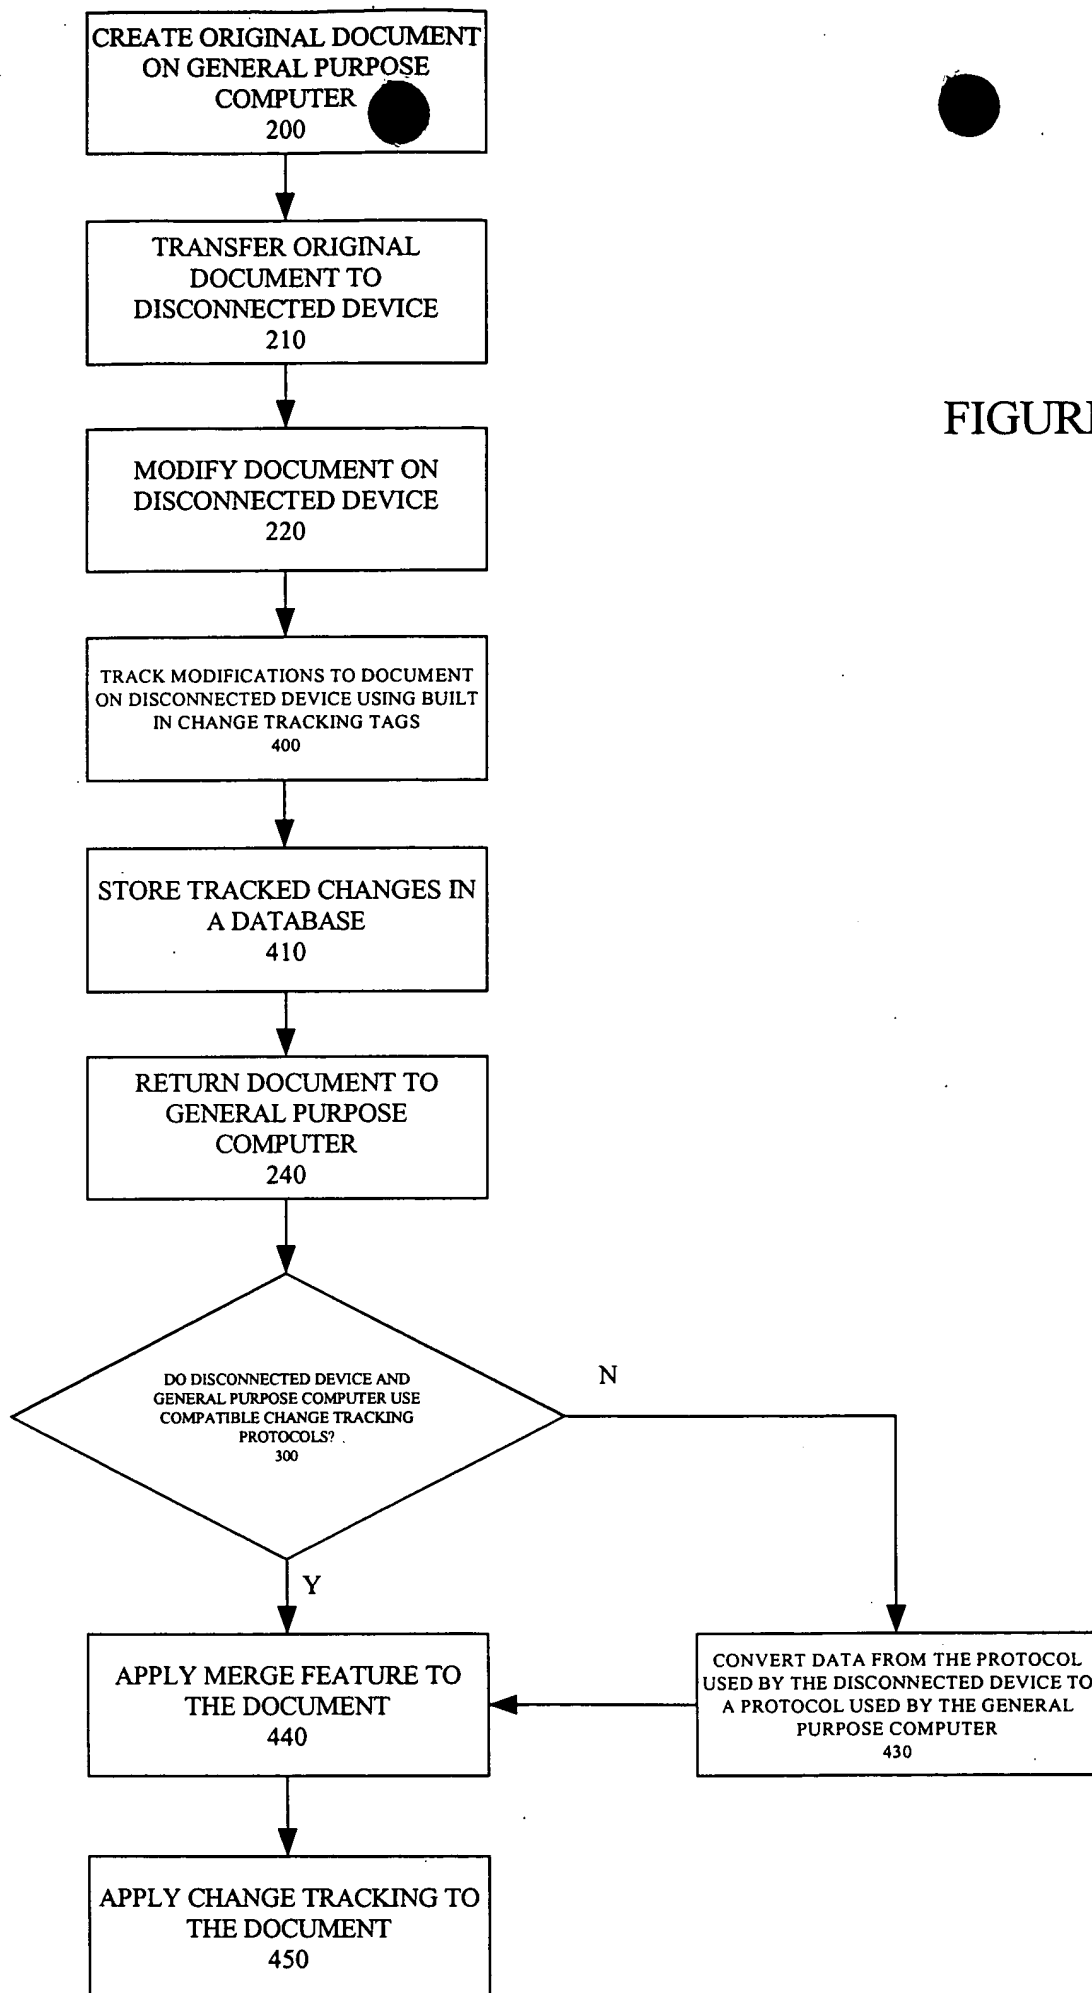 CREATE ORIGINAL DOCUMENT
ON GENERAL PURPOSE
COMPUTER
200
TRANSFER ORIGINAL
DOCUMENT TO
DISCONNECTED DEVICE
210
FIGURE
MODIFY DOCUMENT ON
DISCONNECTED DEVICE
220
TRACK MODIFICATIONS TO DOCUMENT
ON DISCONNECTED DEVICE USING BUILT
IN CHANGE TRACKING TAGS
400
STORE TRACKED CHANGES IN
A DATABASE
410
RETURN DOCUMENT TO
GENERAL PURPOSE
COMPUTER
240
DO DISCONNECTED DEVICE AND
GENERAL PURPOSE COMPUTER USE
COMPATIBLE CHANGE TRACKING
PROTOCOLS?
300
N
Y
APPLY MERGE FEATURE TO
THE DOCUMENT
440
CONVERT DATA FROM THE PROTOCOL
USED BY THE DISCONNECTED DEVICE TO
A PROTOCOL USED BY THE GENERAL
PURPOSE COMPUTER
430
APPLY CHANGE TRACKING TO
THE DOCUMENT
450